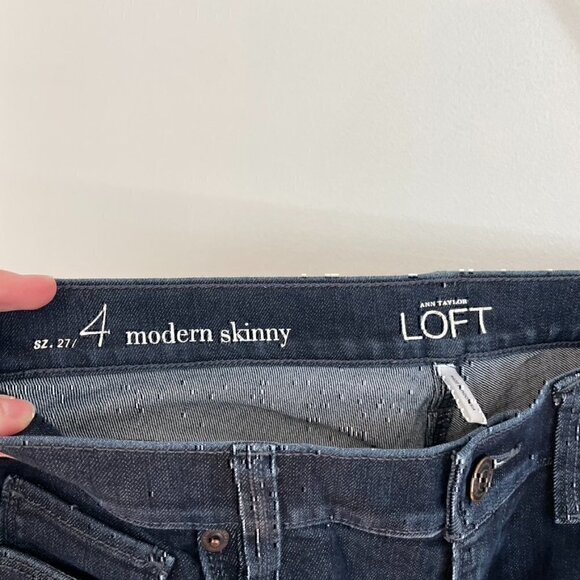 SZ. 27/4 modern skinny
ANN TAYLOR
LOFT